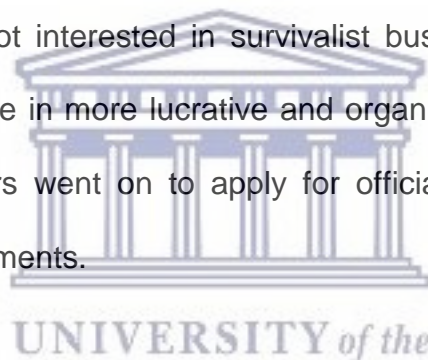 ot interested in survivalist bus
e in more lucrative and organ
rs went on to apply for officia
ments.
UNIVERSITY of the